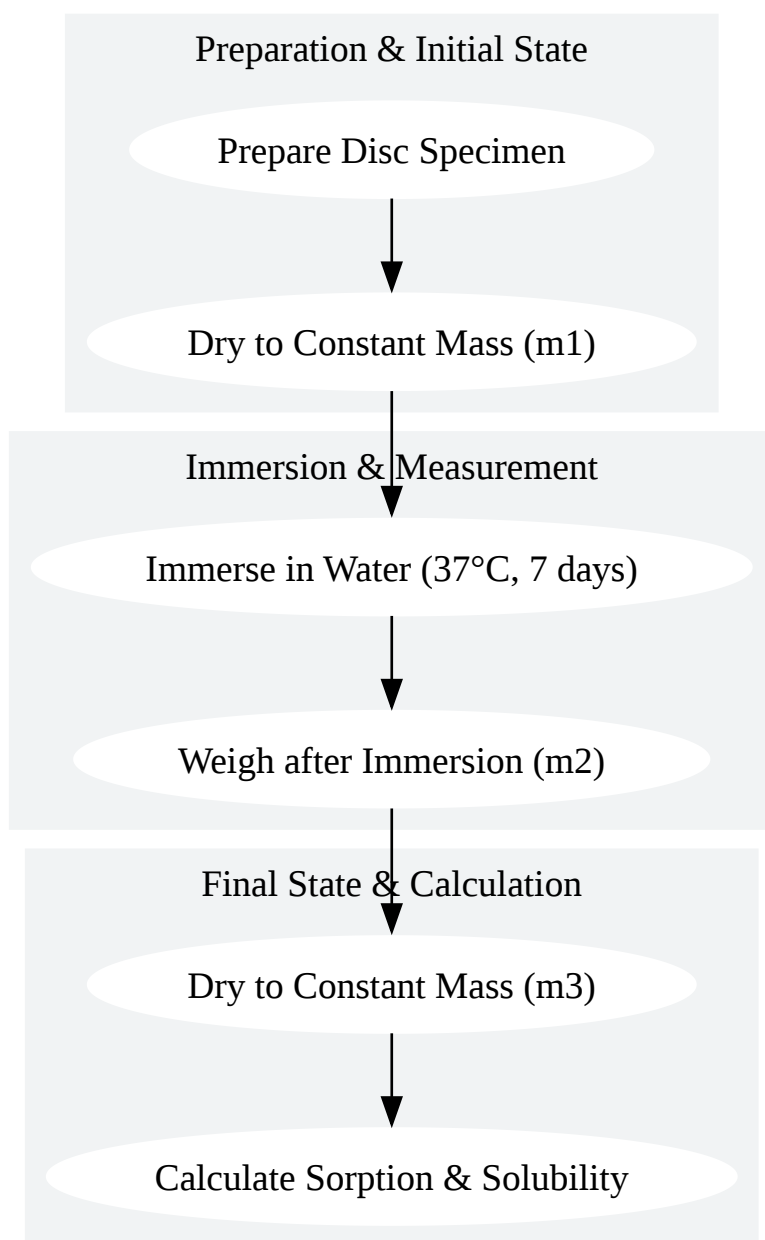 Preparation & Initial State
Prepare Disc Specimen
Dry to Constant Mass (m1)
Immersion & Measurement
Immerse in Water (37°C, 7 days)
Weigh after Immersion (m2)
Final State & Calculation
Dry to Constant Mass (m3)
Calculate Sorption & Solubility